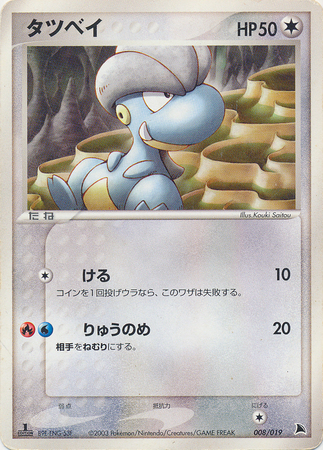 タツベイ HP50
たね
Illus. Kouki Saitou
ける 10
コインを1回投げウラなら、このワザは失敗する。
りゅうのめ 20
相手をねむりにする。
弱点 抵抗力 にげる
1 EDITION ©2003 Pokémon/Nintendo/Creatures/GAME FREAK. 008/019